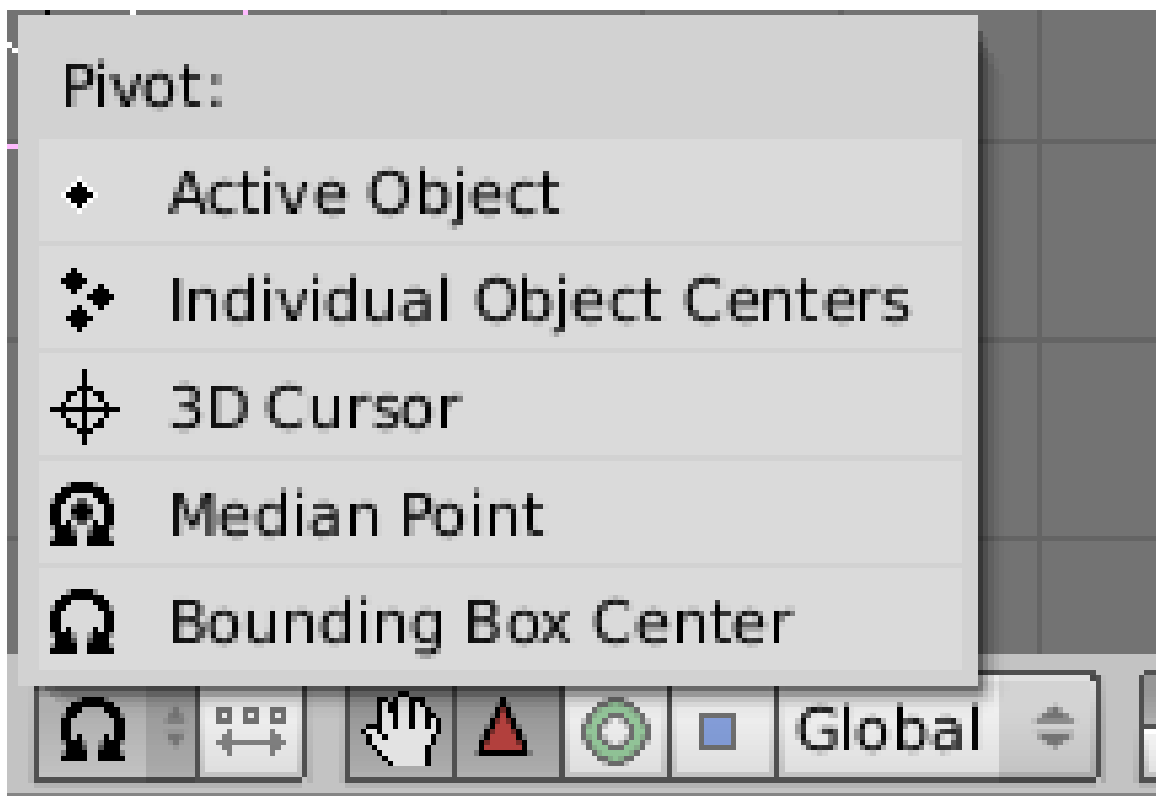 Pivot:
Active Object
Individual Object Centers
3D Cursor
Median Point
Bounding Box Center
Global